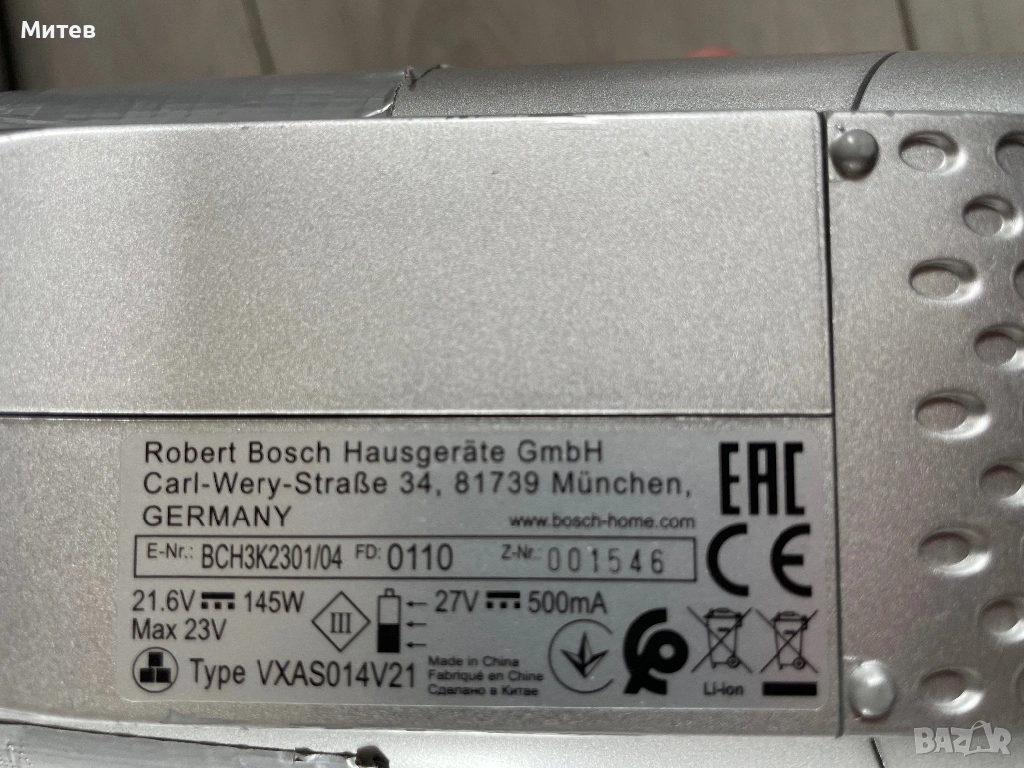 Митев
Robert Bosch Hausgeräte GmbH
Carl-Wery-Straße 34, 81739 München,
GERMANY
www.bosch-home.com
EAC
CE
E-Nr.: BCH3K2301/04 FD: 0110 Z-Nr.: 001546
21.6V 145W III 27V 500mA
Max 23V
Type VXAS014V21
Made in China
Fabriqué en Chine
Сделано в Китае
Li-ion
BAZAR